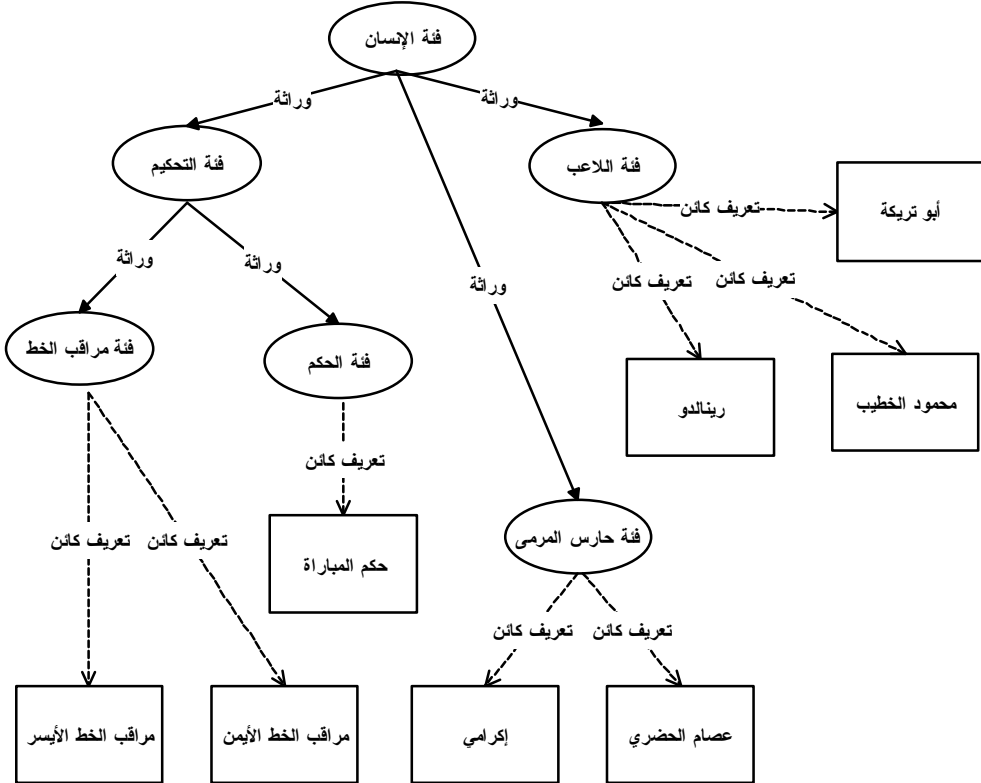 فئة الإنسان
وراثة
وراثة
فئة اللاعب
فئة التحكيم
أبو تريكة
تعريف كائن
وراثة
وراثة
تعريف كائن
تعريف كائن
وراثة
فئة الحكم
فئة مراقب الخط
محمود الخطيب
رينالدو
تعريف كائن
فئة حارس المرمى
تعريف كائن
تعريف كائن
حكم المباراة
تعريف كائن
تعريف كائن
عصام الحضري
إكرامي
مراقب الخط الأيمن
مراقب الخط الأيسر